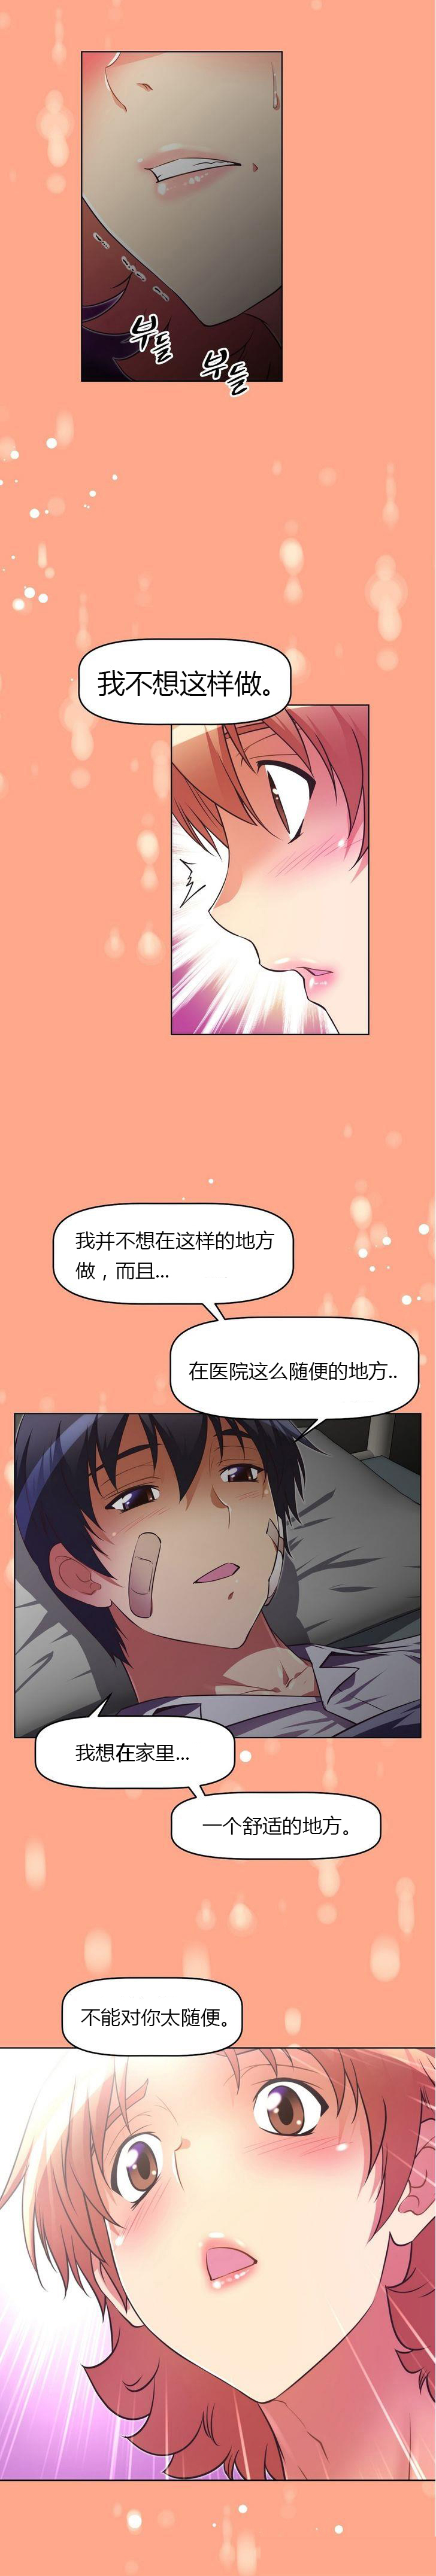 부들
부들
我不想这样做。
我并不想在这样的地方
做，而且...
在医院这么随便的地方..
我想在家里...
一个舒适的地方。
不能对你太随便。